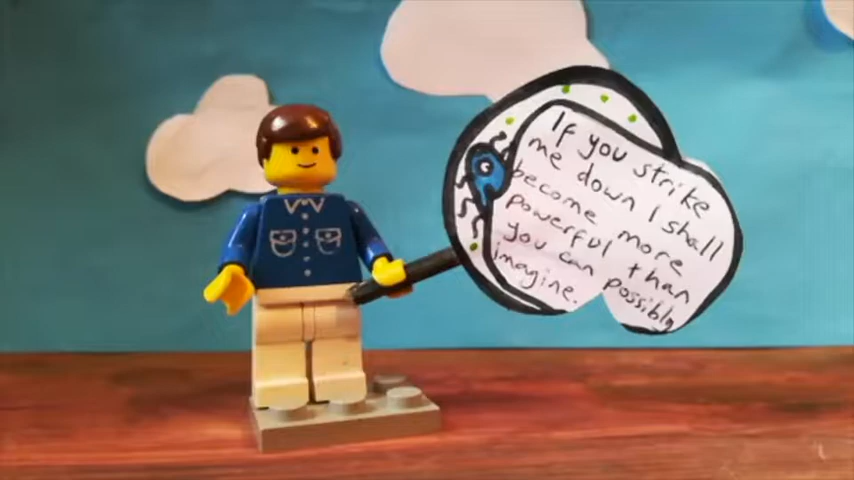 If you strike
me down I shall
become more
powerful than
you can possibly
imagine.